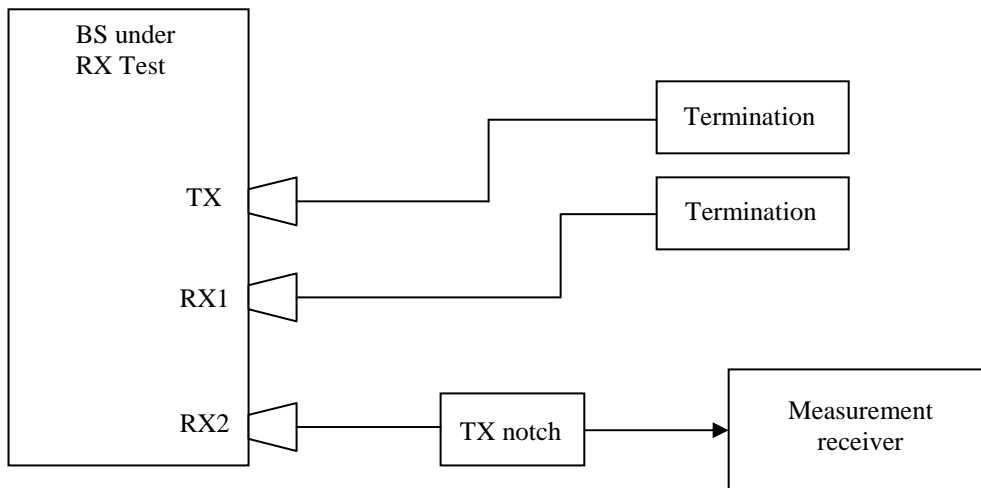 BS under
RX Test
Termination
TX
Termination
RX1
RX2
TX notch
Measurement
receiver